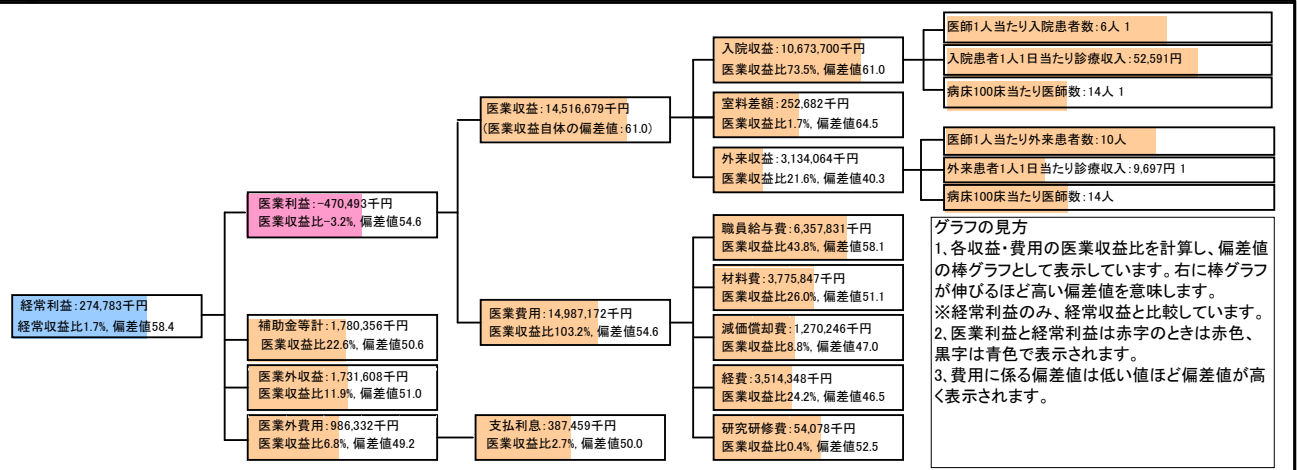 経常利益:274,783千円
経常収益比1.7%, 偏差値58.4
医業利益:-470,493千円
医業収益比-3.2%, 偏差値54.6
補助金等計:1,780,356千円
医業収益比22.6%, 偏差値50.6
医業外収益:1,731,608千円
医業収益比11.9%, 偏差値51.0
医業外費用:986,332千円
医業収益比6.8%, 偏差値49.2
医業収益:14,516,679千円
(医業収益自体の偏差値:61.0)
医業費用:14,987,172千円
医業収益比103.2%, 偏差値54.6
支払利息:387,459千円
医業収益比2.7%, 偏差値50.0
入院収益:10,673,700千円
医業収益比73.5%, 偏差値61.0
室料差額:252,682千円
医業収益比1.7%, 偏差値64.5
外来収益:3,134,064千円
医業収益比21.6%, 偏差値40.3
職員給与費:6,357,831千円
医業収益比43.8%, 偏差値58.1
材料費:3,775,847千円
医業収益比26.0%, 偏差値51.1
減価償却費:1,270,246千円
医業収益比8.8%, 偏差値47.0
経費:3,514,348千円
医業収益比24.2%, 偏差値46.5
研究研修費:54,078千円
医業収益比0.4%, 偏差値52.5
医師1人当たり入院患者数:6人 1
入院患者1人1日当たり診療収入:52,591円
病床100床当たり医師数:14人 1
医師1人当たり外来患者数:10人
外来患者1人1日当たり診療収入:9,697円 1
病床100床当たり医師数:14人
グラフの見方
1、各収益・費用の医業収益比を計算し、偏差値
の棒グラフとして表示しています。右に棒グラフ
が伸びるほど高い偏差値を意味します。
※経常利益のみ、経常収益と比較しています。
2、医業利益と経常利益は赤字のときは赤色、
黒字は青色で表示されます。
3、費用に係る偏差値は低い値ほど偏差値が高
く表示されます。